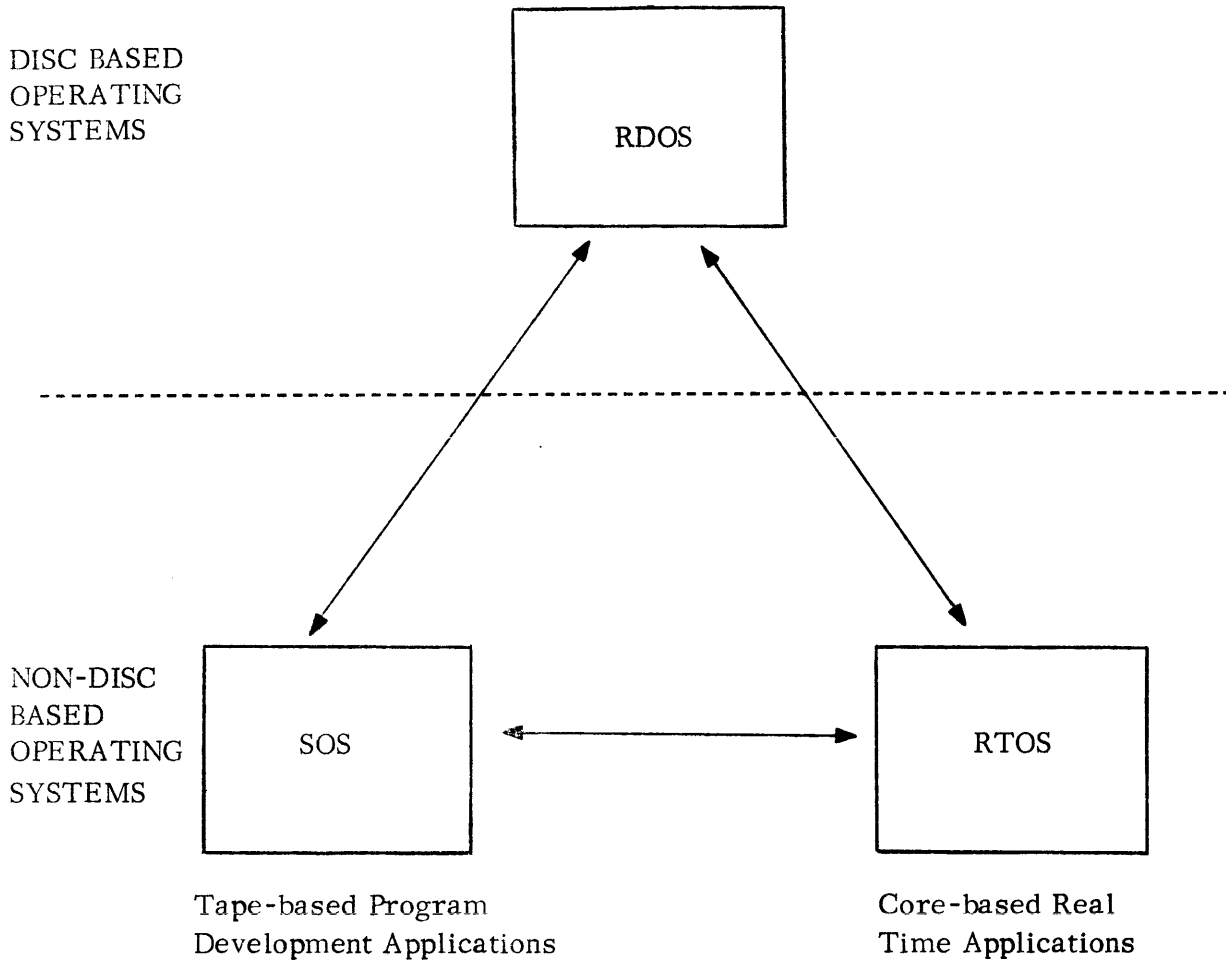 DISC BASED
OPERATING
SYSTEMS
RDOS
NON-DISC
BASED
OPERATING
SYSTEMS
SOS
RTOS
Tape-based Program
Development Applications
Core-based Real
Time Applications